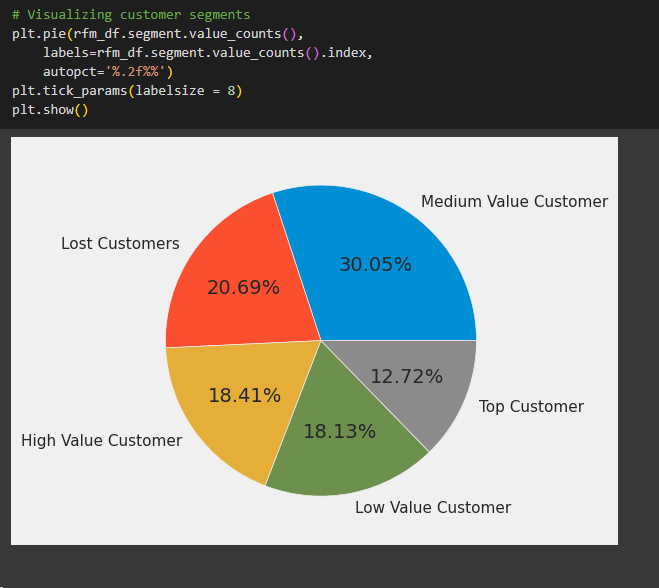 # Visualizing customer segments
plt.pie(rfm_df.segment.value_counts(),
    labels=rfm_df.segment.value_counts().index,
    autopct='%.2f%%')
plt.tick_params(labelsize = 8)
plt.show()
Medium Value Customer
Lost Customers
30.05%
20.69%
12.72%
18.41%
Top Customer
18.13%
High Value Customer
Low Value Customer